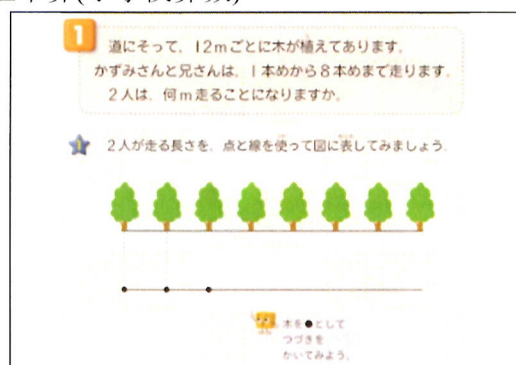 1
道にそって，12mごとに木が植えてあります。
かずみさんと兄さんは，1本めから8本めまで走ります。
2人は，何m走ることになりますか。
1 2人が走る長さを，点と線を使って図に表してみましょう。
木を●として
つづきを
かいてみよう。